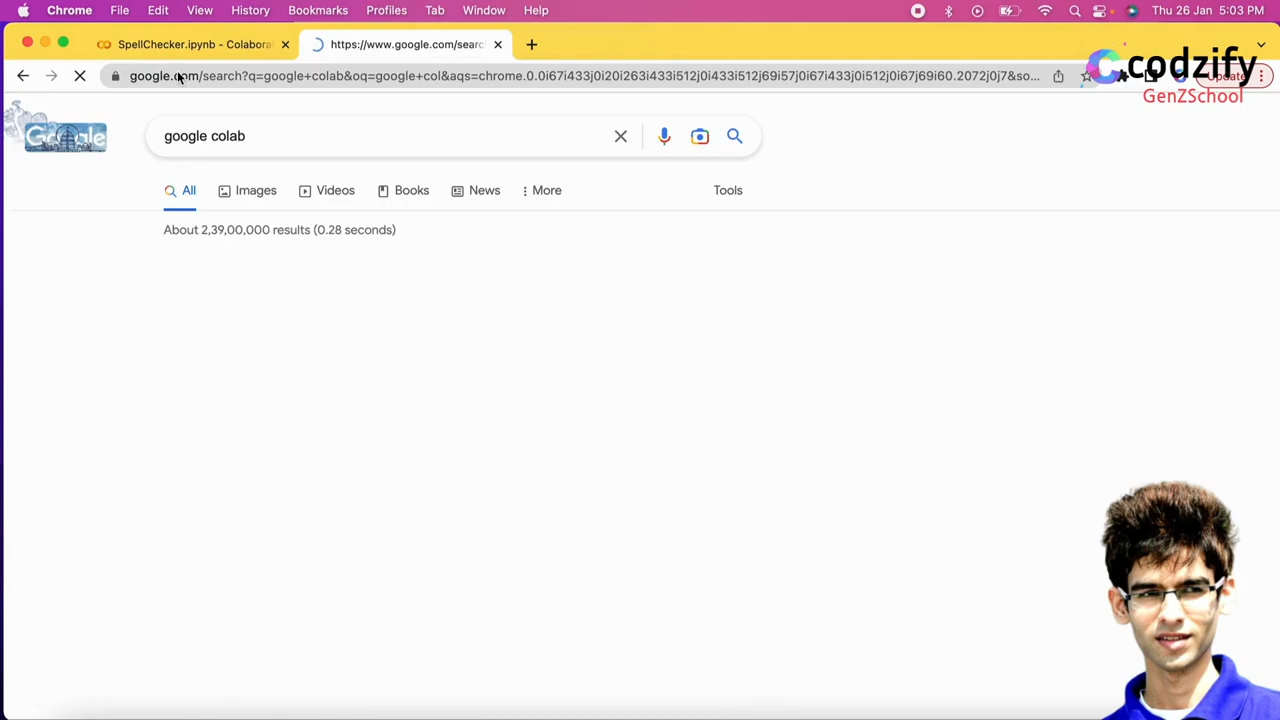 Chrome File Edit View History Bookmarks Profiles Tab Window Help Thu 26 Jan 5:03 PM
SpellChecker.ipynb - Colabora https://www.google.com/searc
google.com/search?q=google+colab&oq=google+col&aqs=chrome.0.0i67i433j0i20i263i433i512j0i433i512j69i57j0i67i433j0i512j0i67j69i60.2072j0j7&so... Update
codzify
GenZSchool
Google
google colab
All Images Videos Books News More Tools
About 2,39,00,000 results (0.28 seconds)